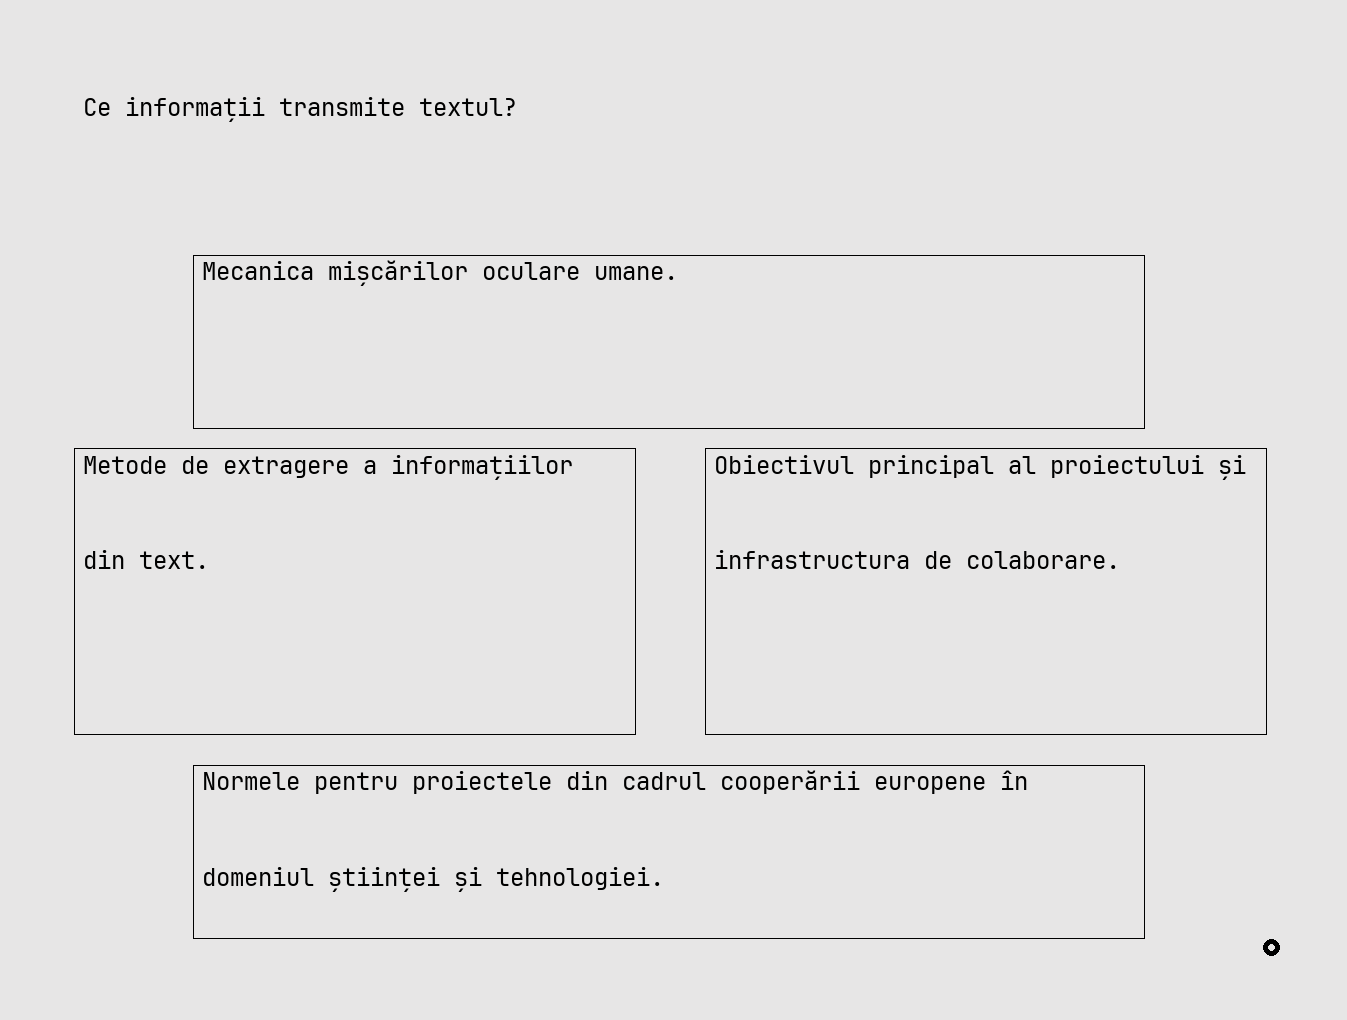 Ce informații transmite textul?
Mecanica mișcărilor oculare umane.
Metode de extragere a informațiilor
din text.
Obiectivul principal al proiectului și
infrastructura de colaborare.
Normele pentru proiectele din cadrul cooperării europene în
domeniul științei și tehnologiei.